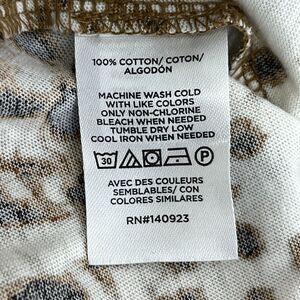 100% COTTON/ COTON/
ALGODÓN
MACHINE WASH COLD
WITH LIKE COLORS
ONLY NON-CHLORINE
BLEACH WHEN NEEDED
TUMBLE DRY LOW
COOL IRON WHEN NEEDED
30 P
AVEC DES COULEURS
SEMBLABLES/ CON
COLORES SIMILARES
RN#140923